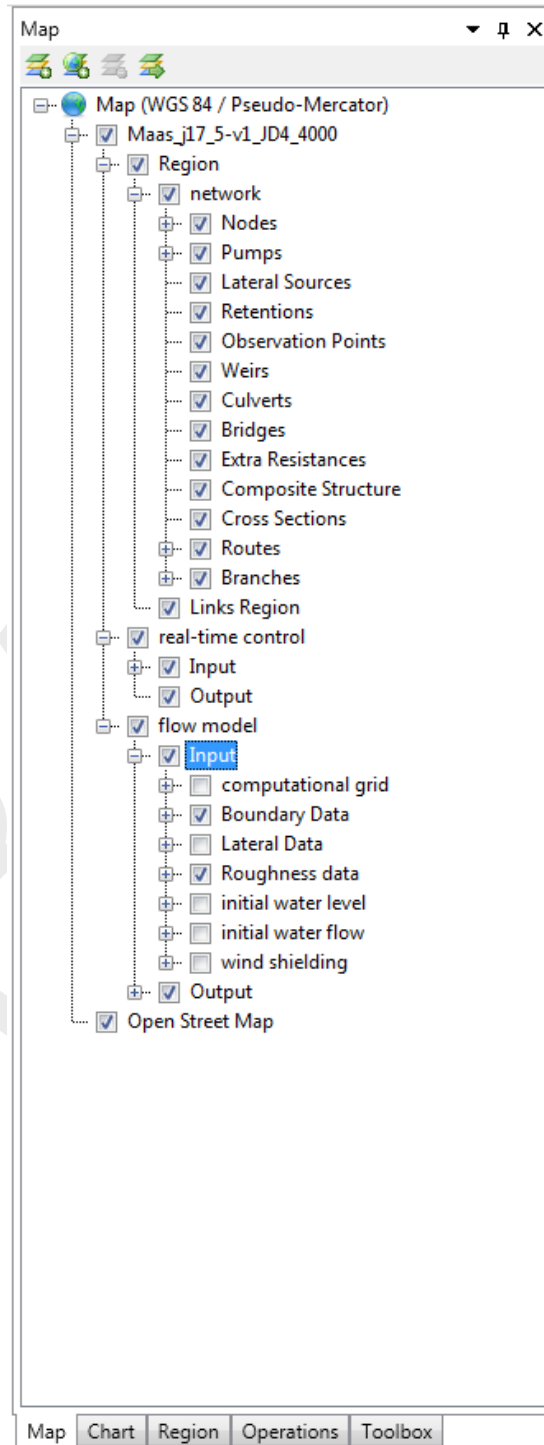 Map
Map (WGS 84 / Pseudo-Mercator)
Maas_j17_5-v1_JD4_4000
Region
network
Nodes
Pumps
Lateral Sources
Retentions
Observation Points
Weirs
Culverts
Bridges
Extra Resistances
Composite Structure
Cross Sections
Routes
Branches
Links Region
real-time control
Input
Output
flow model
Input
computational grid
Boundary Data
Lateral Data
Roughness data
initial water level
initial water flow
wind shielding
Output
Open Street Map
Map Chart Region Operations Toolbox